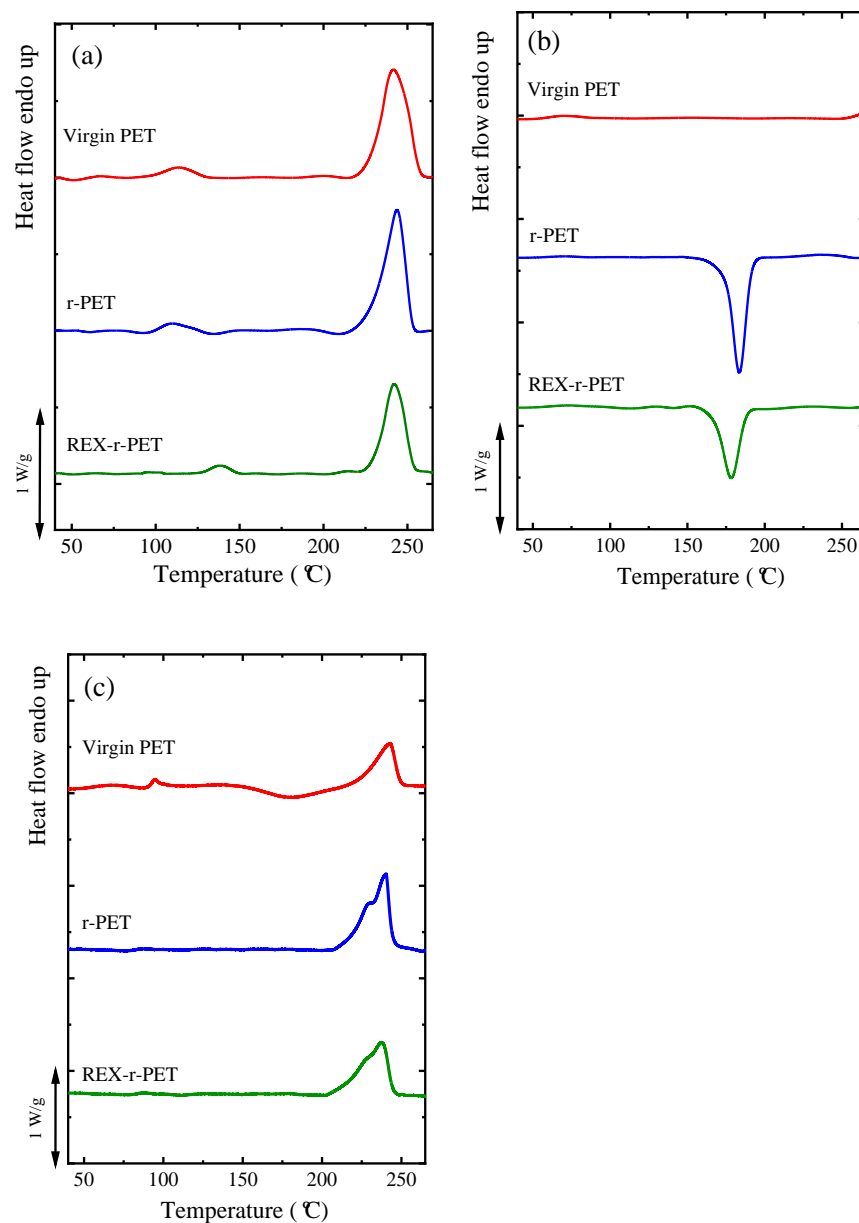 (a)
Heat flow endo up
Virgin PET
r-PET
REX-r-PET
1 W/g
50 100 150 200 250
Temperature ( °C)
(b)
Heat flow endo up
Virgin PET
r-PET
REX-r-PET
1 W/g
50 100 150 200 250
Temperature ( °C)
(c)
Heat flow endo up
Virgin PET
r-PET
REX-r-PET
1 W/g
50 100 150 200 250
Temperature ( °C)